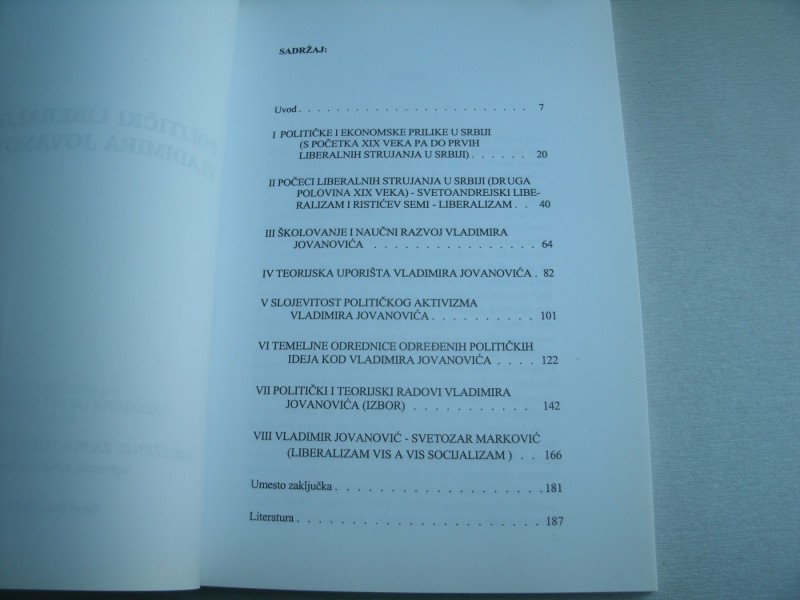 SADRŽAJ:
Uvod . . . . . . . . . . . . . . . . . . . . . . . . 7
I POLITIČKE I EKONOMSKE PRILIKE U SRBIJI
(S POČETKA XIX VEKA PA DO PRVIH
LIBERALNIH STRUJANJA U SRBIJI) . . . . . . 20
II POČECI LIBERALNIH STRUJANJA U SRBIJI (DRUGA
POLOVINA XIX VEKA) - SVETOANDREJSKI LIBE-
RALIZAM I RISTIĆEV SEMI - LIBERALIZAM . . 40
III ŠKOLOVANJE I NAUČNI RAZVOJ VLADIMIRA
JOVANOVIĆA . . . . . . . . . . . . . . . . 64
IV TEORIJSKA UPORIŠTA VLADIMIRA JOVANOVIĆA . 82
V SLOJEVITOST POLITIČKOG AKTIVIZMA
VLADIMIRA JOVANOVIĆA . . . . . . . . . . 101
VI TEMELJNE ODREDNICE ODREĐENIH POLITIČKIH
IDEJA KOD VLADIMIRA JOVANOVIĆA . . . . 122
VII POLITIČKI I TEORIJSKI RADOVI VLADIMIRA
JOVANOVIĆA (IZBOR) . . . . . . . . . . . 142
VIII VLADIMIR JOVANOVIĆ - SVETOZAR MARKOVIĆ
(LIBERALIZAM VIS A VIS SOCIJALIZAM ) . . 166
Umesto zaključka . . . . . . . . . . . . . . . . . . 181
Literatura . . . . . . . . . . . . . . . . . . . . . . 187